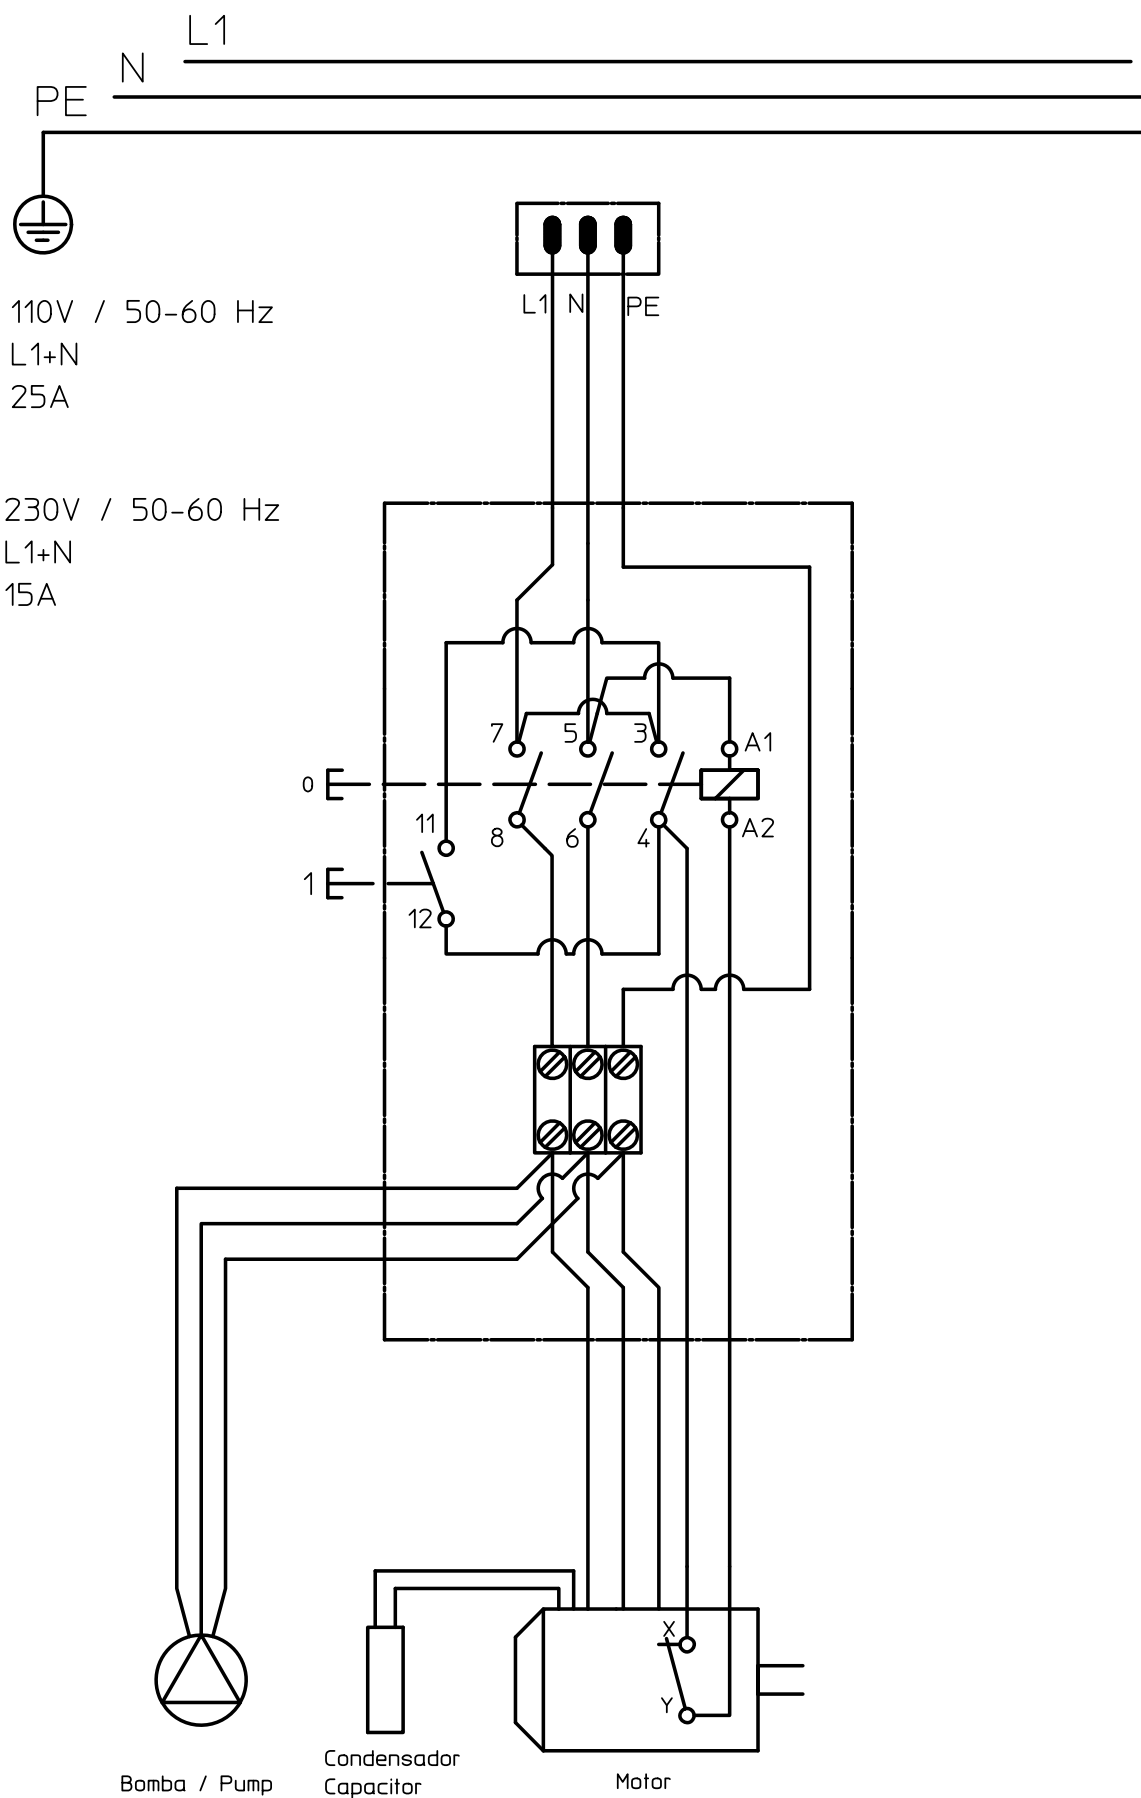 L1
N
PE
L1 N PE
110V / 50-60 Hz
L1+N
25A
230V / 50-60 Hz
L1+N
15A
7 5 3 A1
0
11 8 6 4 A2
1
12
X
Y
Condensador
Capacitor
Bomba / Pump
Motor